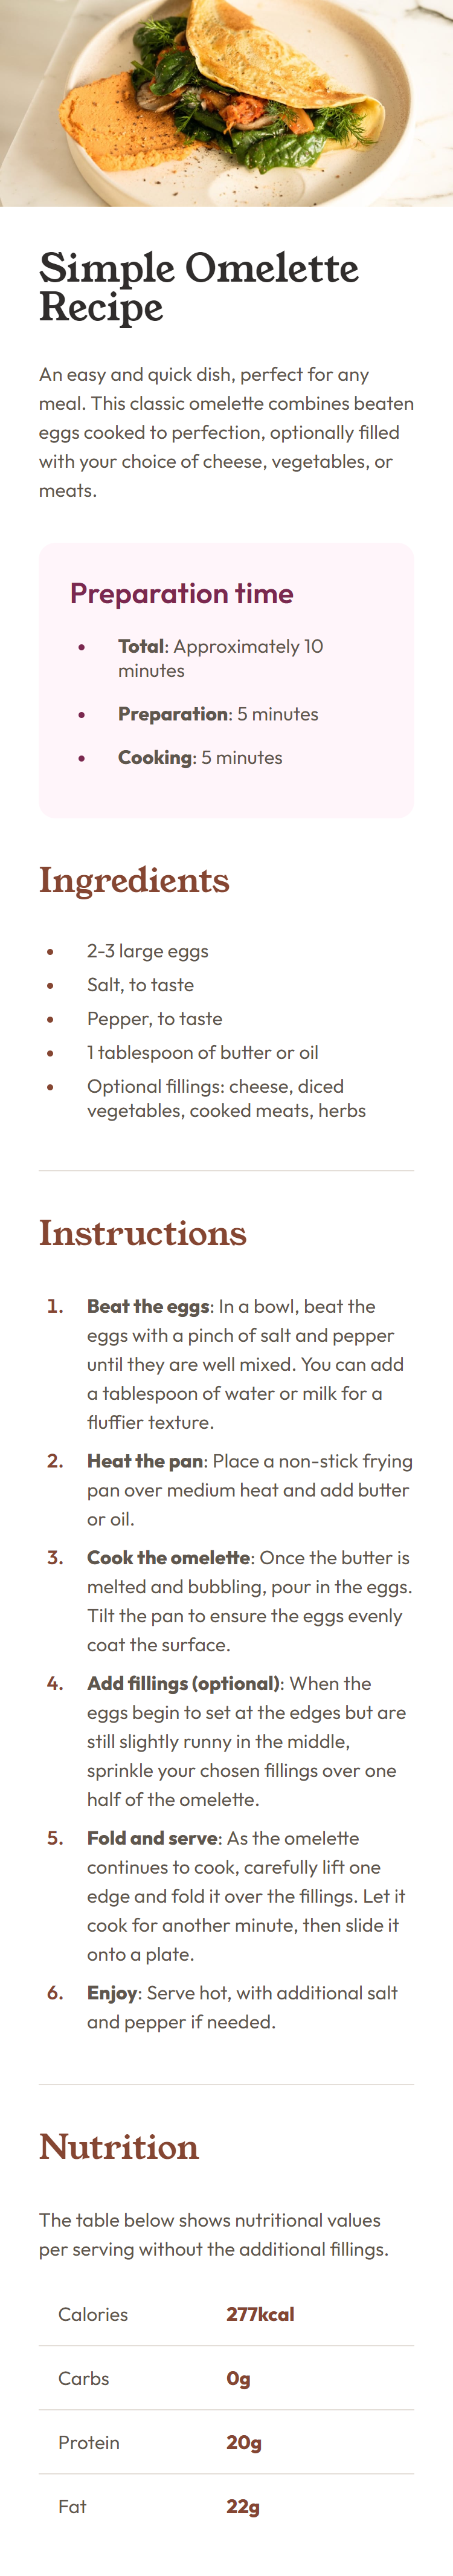 Simple Omelette
Recipe
An easy and quick dish, perfect for any
meal. This classic omelette combines beaten
eggs cooked to perfection, optionally filled
with your choice of cheese, vegetables, or
meats.
Preparation time
• Total: Approximately 10
minutes
• Preparation: 5 minutes
• Cooking: 5 minutes
Ingredients
• 2-3 large eggs
• Salt, to taste
• Pepper, to taste
• 1 tablespoon of butter or oil
• Optional fillings: cheese, diced
vegetables, cooked meats, herbs
Instructions
1. Beat the eggs: In a bowl, beat the
eggs with a pinch of salt and pepper
until they are well mixed. You can add
a tablespoon of water or milk for a
fluffier texture.
2. Heat the pan: Place a non-stick frying
pan over medium heat and add butter
or oil.
3. Cook the omelette: Once the butter is
melted and bubbling, pour in the eggs.
Tilt the pan to ensure the eggs evenly
coat the surface.
4. Add fillings (optional): When the
eggs begin to set at the edges but are
still slightly runny in the middle,
sprinkle your chosen fillings over one
half of the omelette.
5. Fold and serve: As the omelette
continues to cook, carefully lift one
edge and fold it over the fillings. Let it
cook for another minute, then slide it
onto a plate.
6. Enjoy: Serve hot, with additional salt
and pepper if needed.
Nutrition
The table below shows nutritional values
per serving without the additional fillings.
Calories 277kcal
Carbs 0g
Protein 20g
Fat 22g